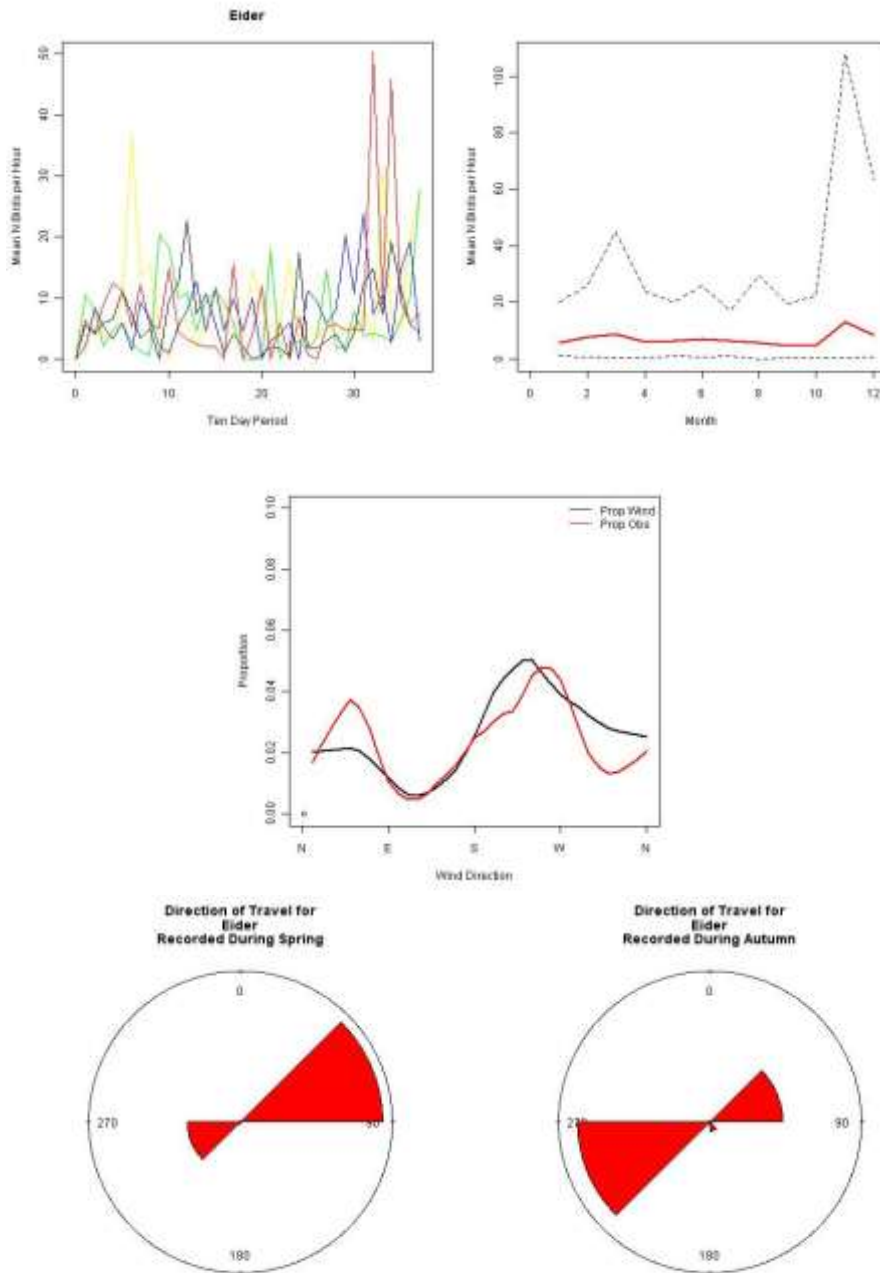 Eider
Mean N Birds per Hour
0 10 20 30 40 50
0 10 20 30
Ten Day Period
Mean N Birds per Hour
0 20 40 60 80 100
0 2 4 6 8 10 12
Month
Proportion
0.00 0.02 0.04 0.06 0.08 0.10
Prop Wind
Prop Obs
N E S W N
Wind Direction
Direction of Travel for
Eider
Recorded During Spring
0
270 90
180
Direction of Travel for
Eider
Recorded During Autumn
0
270 90
180